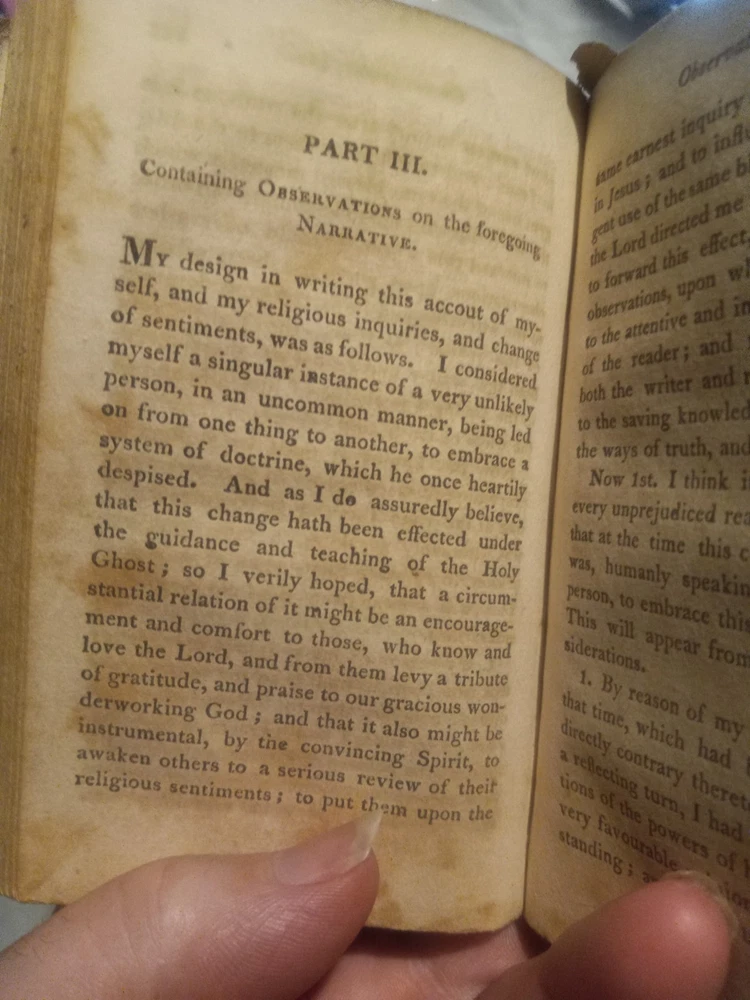 PART III.
Containing OBSERVATIONS on the foregoing
NARRATIVE.
MY design in writing this accout of my-
self, and my religious inquiries, and change
of sentiments, was as follows. I considered
myself a singular instance of a very unlikely
person, in an uncommon manner, being led
on from one thing to another, to embrace a
system of doctrine, which he once heartily
despised. And as I do assuredly believe,
that this change hath been effected under
the guidance and teaching of the Holy
Ghost; so I verily hoped, that a circum-
stantial relation of it might be an encourage-
ment and comfort to those, who know and
love the Lord, and from them levy a tribute
of gratitude, and praise to our gracious won-
derworking God; and that it also might be
instrumental, by the convincing Spirit, to
awaken others to a serious review of their
religious sentiments; to put them upon the
same earnest inquiry
in Jesus; and to
gent use of the same
the Lord directed me
to forward this effect,
observations, upon
to the attentive and
of the reader; and
both the writer and
to the saving
the ways of truth, and
Now 1st. I think
every unprejudiced
that at the time this
was, humanly
person, to embrace this
This will appear from
siderations.
1. By reason of my
that time, which had
directly contrary
a reflecting turn, I had
tions of the powers of
very favourable
standing;